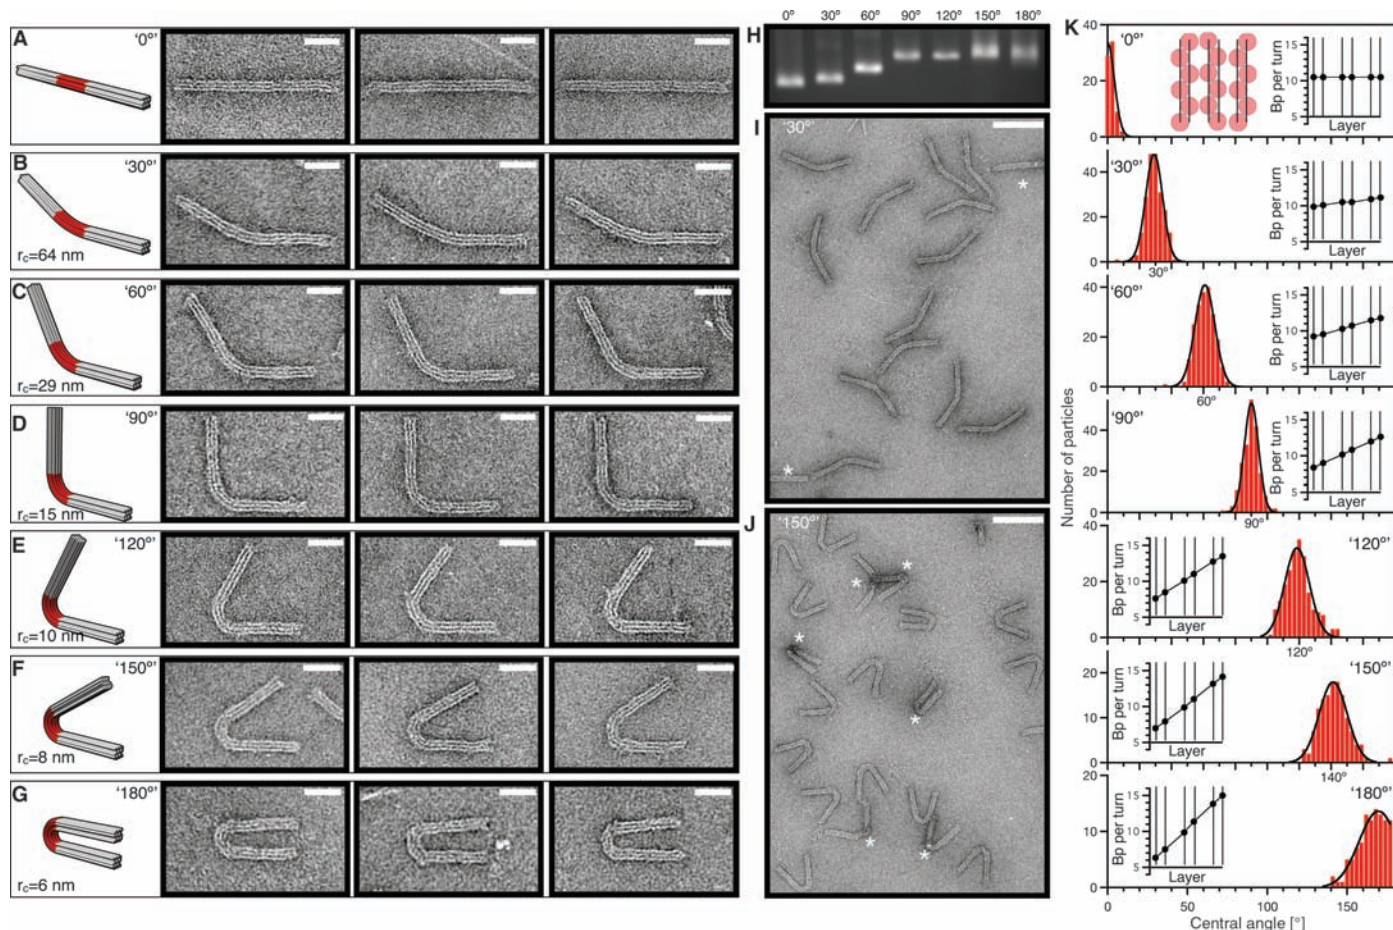 A
'0°'
B
'30°'
r_c=64 nm
C
'60°'
r_c=29 nm
D
'90°'
r_c=15 nm
E
'120°'
r_c=10 nm
F
'150°'
r_c=8 nm
G
'180°'
r_c=6 nm
0° 30° 60° 90° 120° 150° 180°
H
I
'30°'
*
*
J
'150°'
*
*
*
*
*
*
K
Number of particles
40
20
0
'0°'
Bp per turn
15
10
5
Layer
40
20
0
'30°'
30°
Bp per turn
15
10
5
Layer
40
20
0
'60°'
60°
Bp per turn
15
10
5
Layer
40
20
0
'90°'
90°
Bp per turn
15
10
5
Layer
40
20
0
'120°'
120°
Bp per turn
15
10
5
Layer
20
10
0
'150°'
140°
Bp per turn
15
10
5
Layer
20
10
0
'180°'
Bp per turn
15
10
5
Layer
0 50 100 150
Central angle [°]